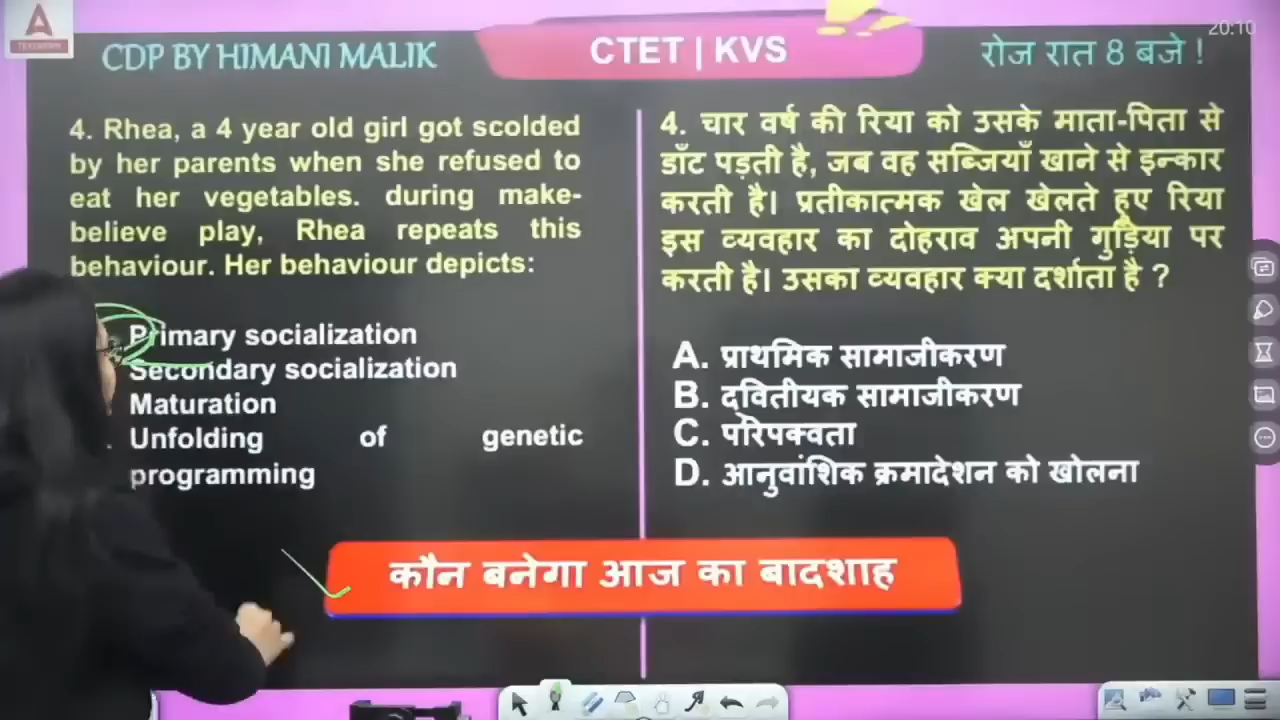 CDP BY HIMANI MALIK
CTET | KVS
रोज रात 8 बजे !
20:10
4. Rhea, a 4 year old girl got scolded
by her parents when she refused to
eat her vegetables. during make-
believe play, Rhea repeats this
behaviour. Her behaviour depicts:
Primary socialization
Secondary socialization
Maturation
Unfolding of genetic
programming
4. चार वर्ष की रिया को उसके माता-पिता से
डाँट पड़ती है, जब वह सब्जियाँ खाने से इन्कार
करती है। प्रतीकात्मक खेल खेलते हुए रिया
इस व्यवहार का दोहराव अपनी गुड़िया पर
करती है। उसका व्यवहार क्या दर्शाता है ?
A. प्राथमिक सामाजीकरण
B. द्वितीयक सामाजीकरण
C. परिपक्वता
D. आनुवांशिक क्रमादेशन को खोलना
कौन बनेगा आज का बादशाह